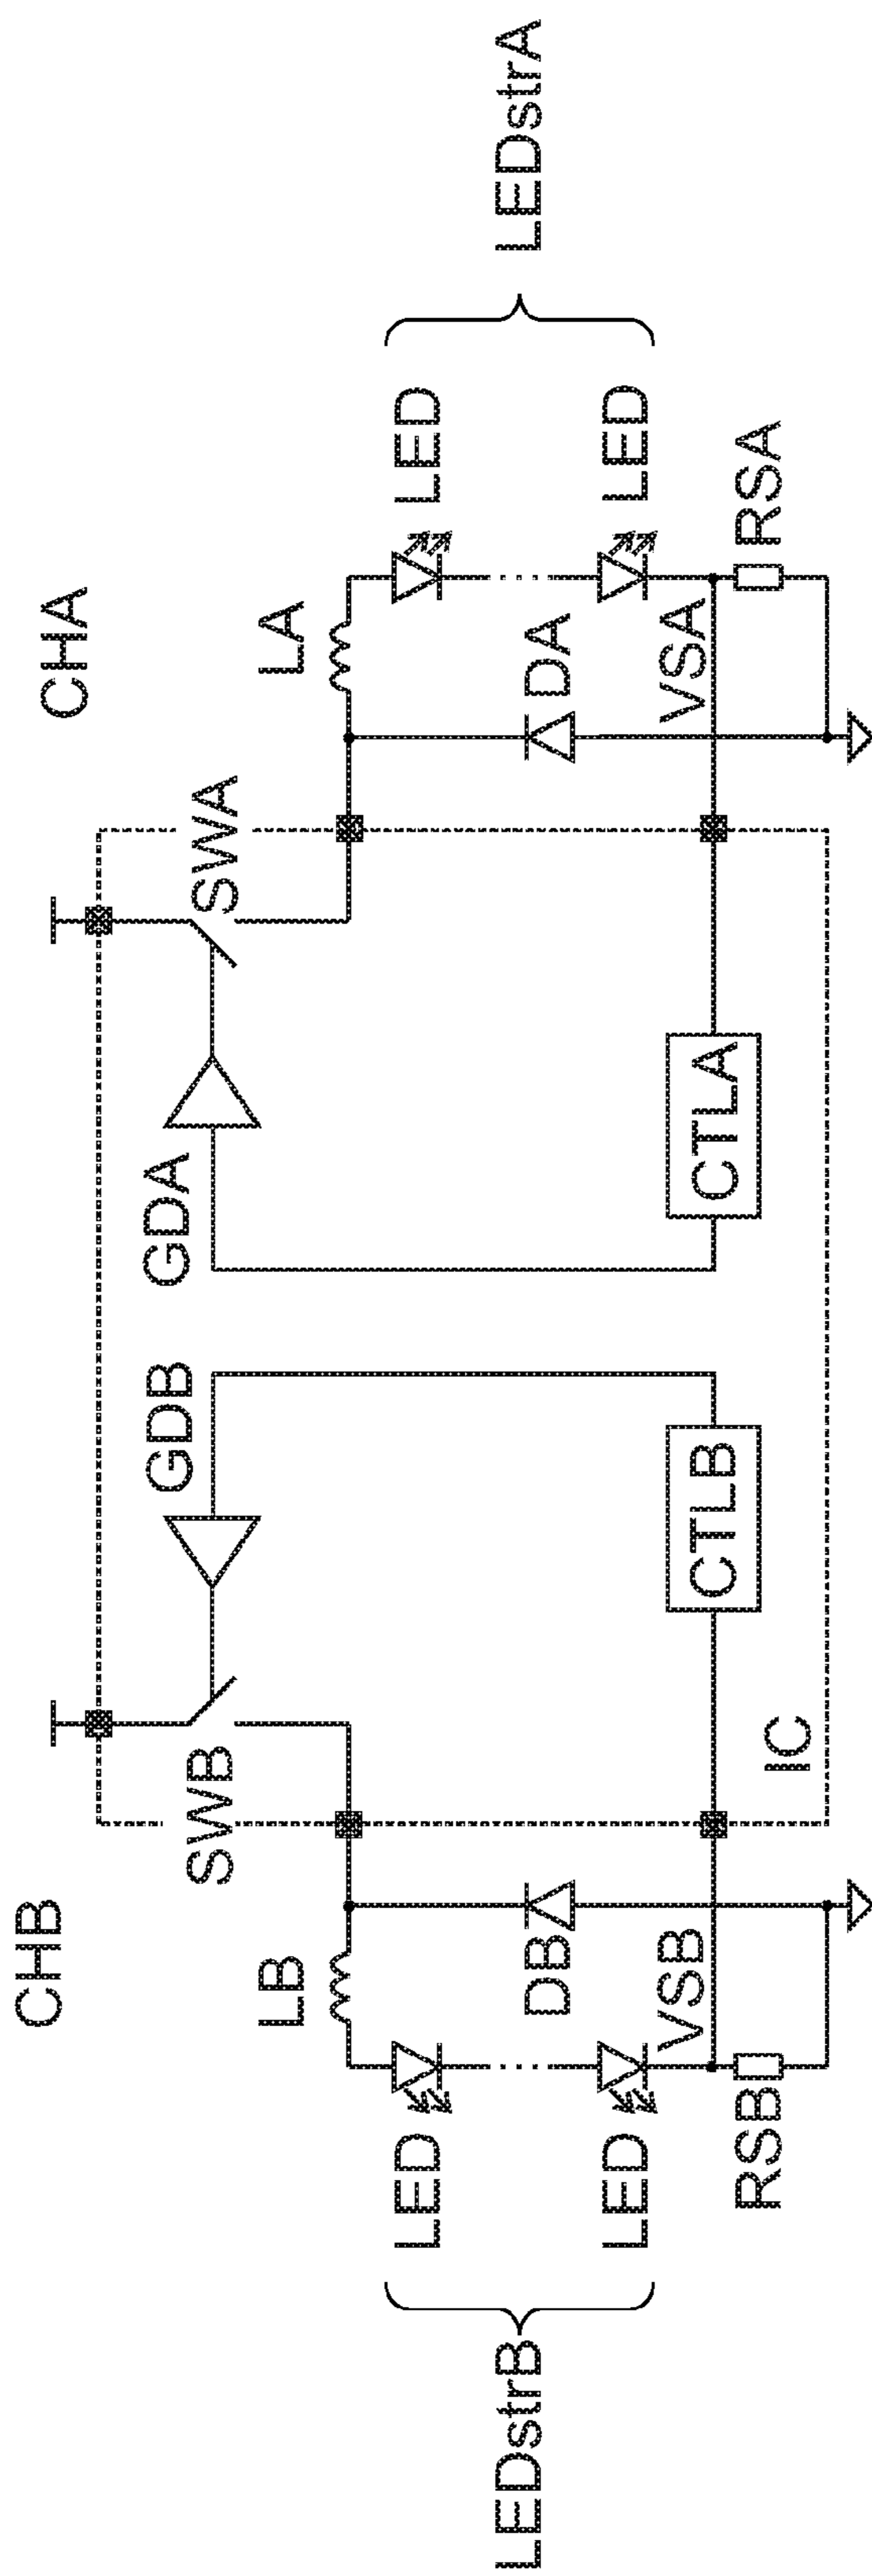 CHB
CHA
SWB
GDB
GDA
SWA
LB
LA
LED
LED
LEDstrB
DB
DA
LEDstrA
LED
LED
VSB
CTLB
CTLA
VSA
RSB
IC
RSA